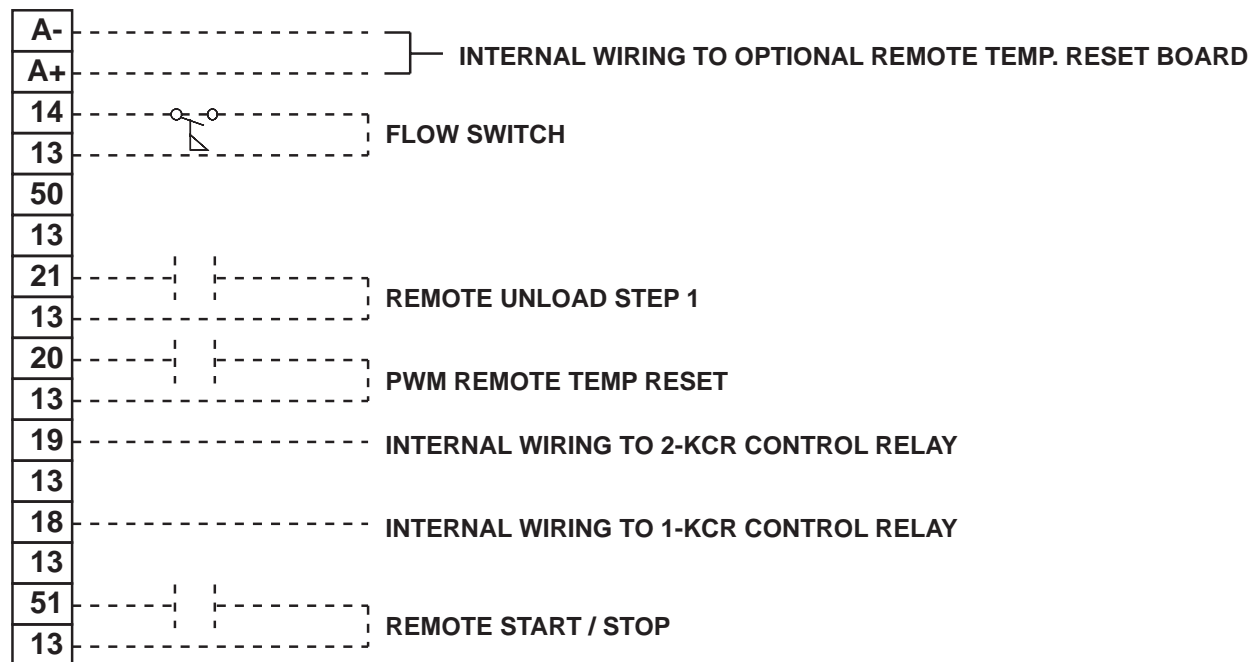 A-
INTERNAL WIRING TO OPTIONAL REMOTE TEMP. RESET BOARD
A+
14
FLOW SWITCH
13
50
13
21
REMOTE UNLOAD STEP 1
13
20
PWM REMOTE TEMP RESET
13
19 INTERNAL WIRING TO 2-KCR CONTROL RELAY
13
18 INTERNAL WIRING TO 1-KCR CONTROL RELAY
13
51
REMOTE START / STOP
13